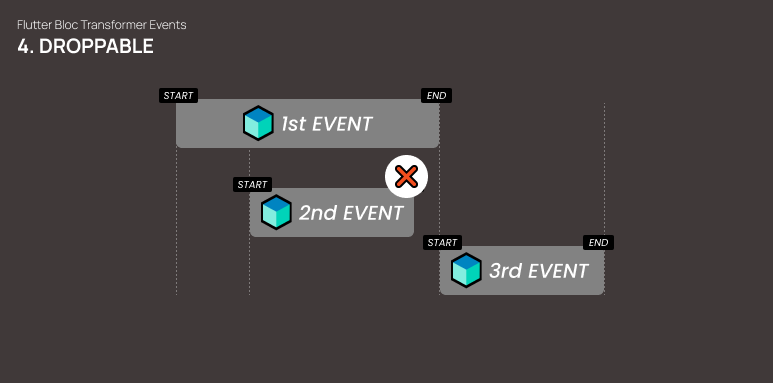 Flutter Bloc Transformer Events
4. DROPPABLE
START
END
1st EVENT
START
2nd EVENT
START
END
3rd EVENT